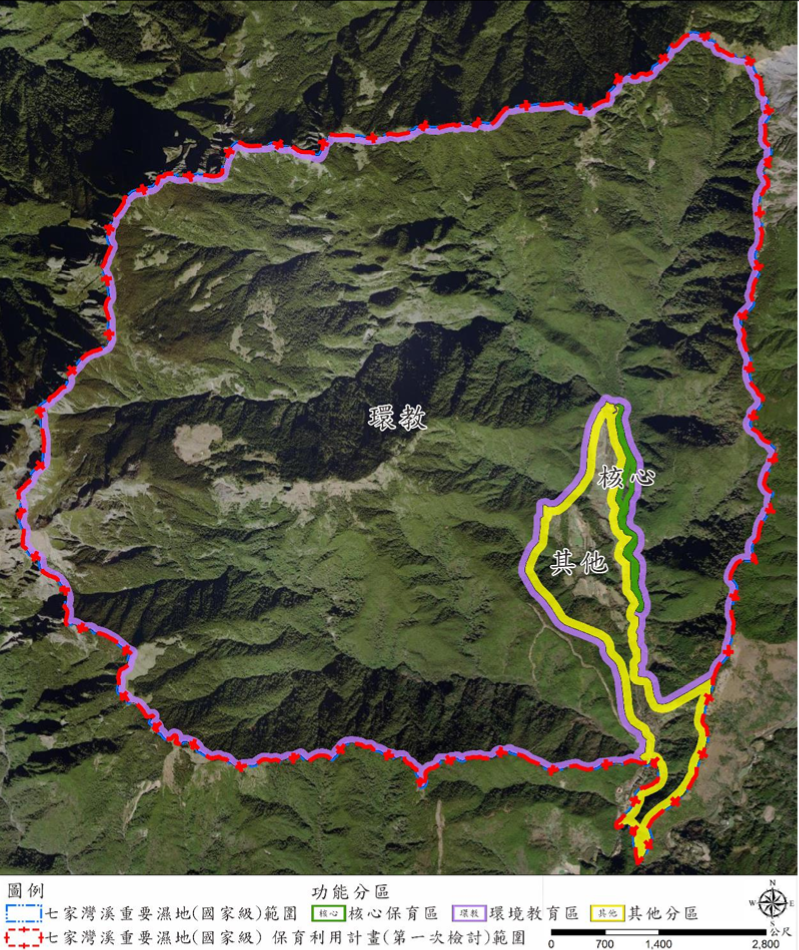 環教
核心
其他
圖例
功能分區
七家灣溪重要濕地(國家級)範圍
核心 核心保育區
環教 環境教育區
其他 其他分區
七家灣溪重要濕地(國家級) 保育利用計畫(第一次檢討)範圍
N
W E
S
公尺
0 700 1,400 2,800